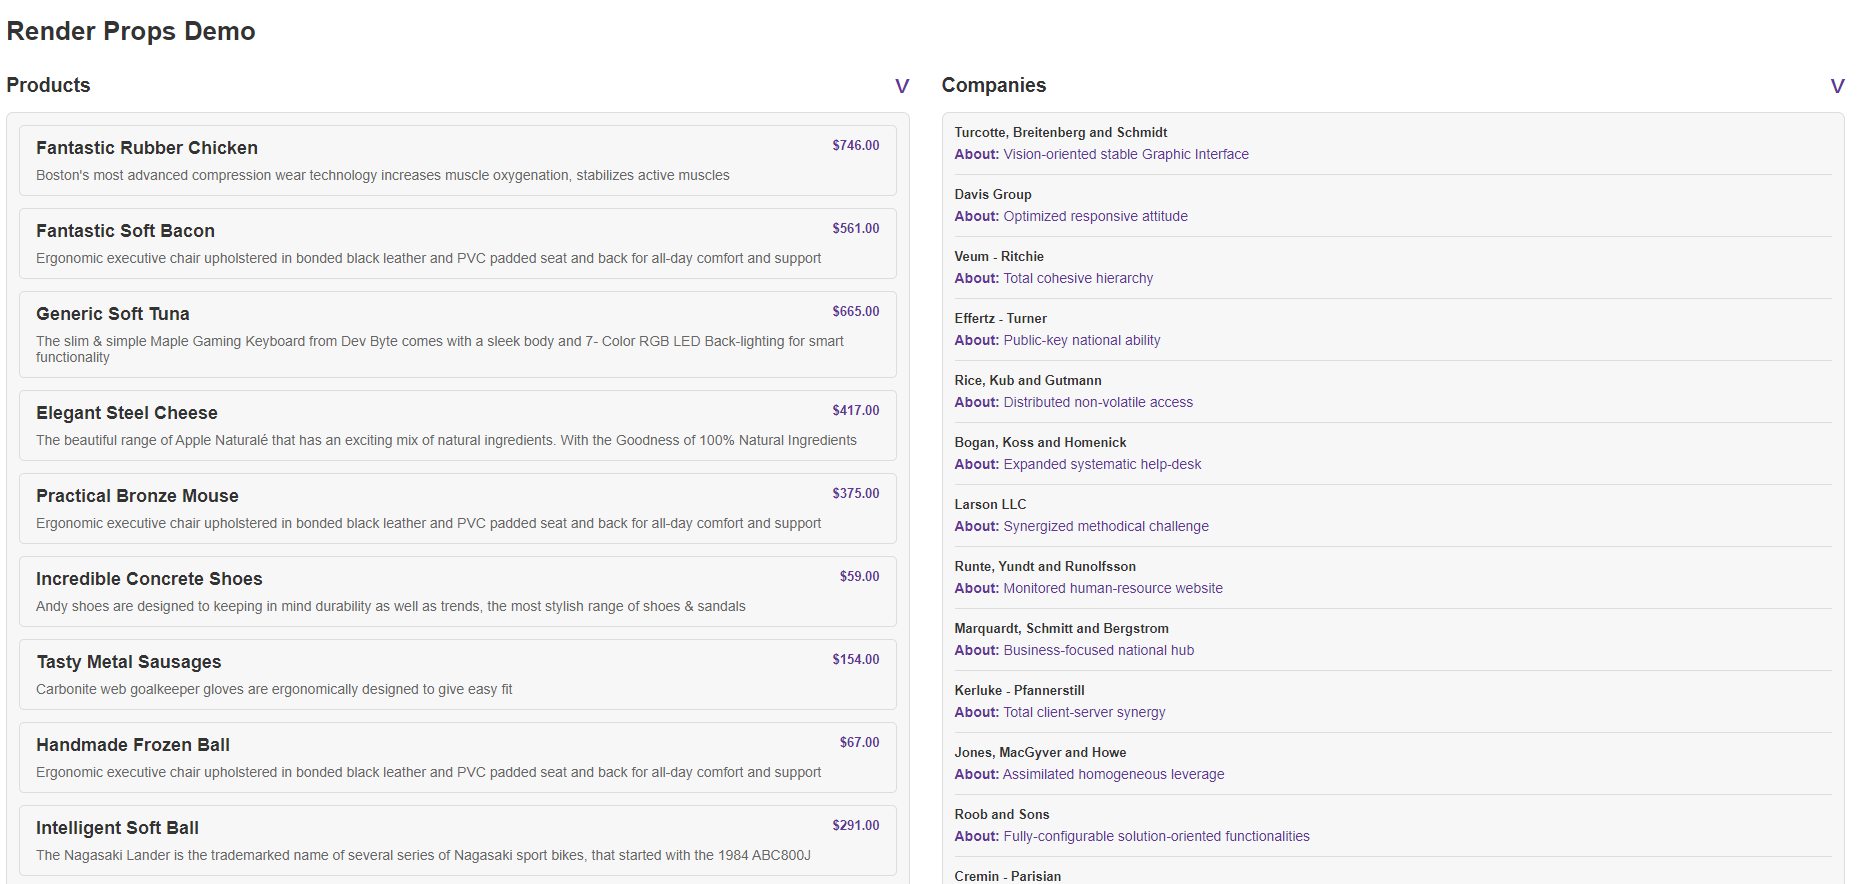 Render Props Demo
Products
V
Fantastic Rubber Chicken
$746.00
Boston's most advanced compression wear technology increases muscle oxygenation, stabilizes active muscles
Fantastic Soft Bacon
$561.00
Ergonomic executive chair upholstered in bonded black leather and PVC padded seat and back for all-day comfort and support
Generic Soft Tuna
$665.00
The slim & simple Maple Gaming Keyboard from Dev Byte comes with a sleek body and 7- Color RGB LED Back-lighting for smart
functionality
Elegant Steel Cheese
$417.00
The beautiful range of Apple Naturalé that has an exciting mix of natural ingredients. With the Goodness of 100% Natural Ingredients
Practical Bronze Mouse
$375.00
Ergonomic executive chair upholstered in bonded black leather and PVC padded seat and back for all-day comfort and support
Incredible Concrete Shoes
$59.00
Andy shoes are designed to keeping in mind durability as well as trends, the most stylish range of shoes & sandals
Tasty Metal Sausages
$154.00
Carbonite web goalkeeper gloves are ergonomically designed to give easy fit
Handmade Frozen Ball
$67.00
Ergonomic executive chair upholstered in bonded black leather and PVC padded seat and back for all-day comfort and support
Intelligent Soft Ball
$291.00
The Nagasaki Lander is the trademarked name of several series of Nagasaki sport bikes, that started with the 1984 ABC800J
Companies
V
Turcotte, Breitenberg and Schmidt
About: Vision-oriented stable Graphic Interface
Davis Group
About: Optimized responsive attitude
Veum - Ritchie
About: Total cohesive hierarchy
Effertz - Turner
About: Public-key national ability
Rice, Kub and Gutmann
About: Distributed non-volatile access
Bogan, Koss and Homenick
About: Expanded systematic help-desk
Larson LLC
About: Synergized methodical challenge
Runte, Yundt and Runolfsson
About: Monitored human-resource website
Marquardt, Schmitt and Bergstrom
About: Business-focused national hub
Kerluke - Pfannerstill
About: Total client-server synergy
Jones, MacGyver and Howe
About: Assimilated homogeneous leverage
Roob and Sons
About: Fully-configurable solution-oriented functionalities
Cremin - Parisian